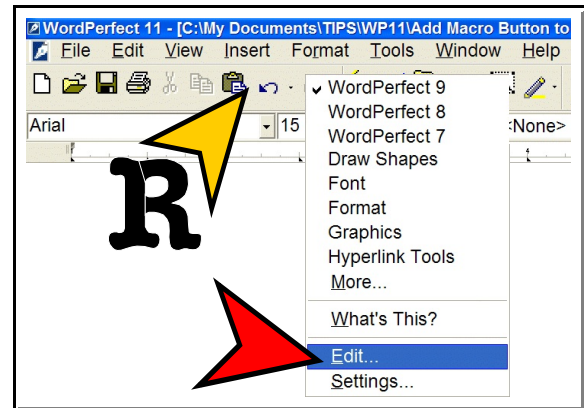 WordPerfect 11 - [C:\My Documents\TIPS\WP11\Add Macro Button to
File Edit View Insert Format Tools Window Help
Arial 15 <None>
R
WordPerfect 9
WordPerfect 8
WordPerfect 7
Draw Shapes
Font
Format
Graphics
Hyperlink Tools
More...
What's This?
Edit...
Settings...